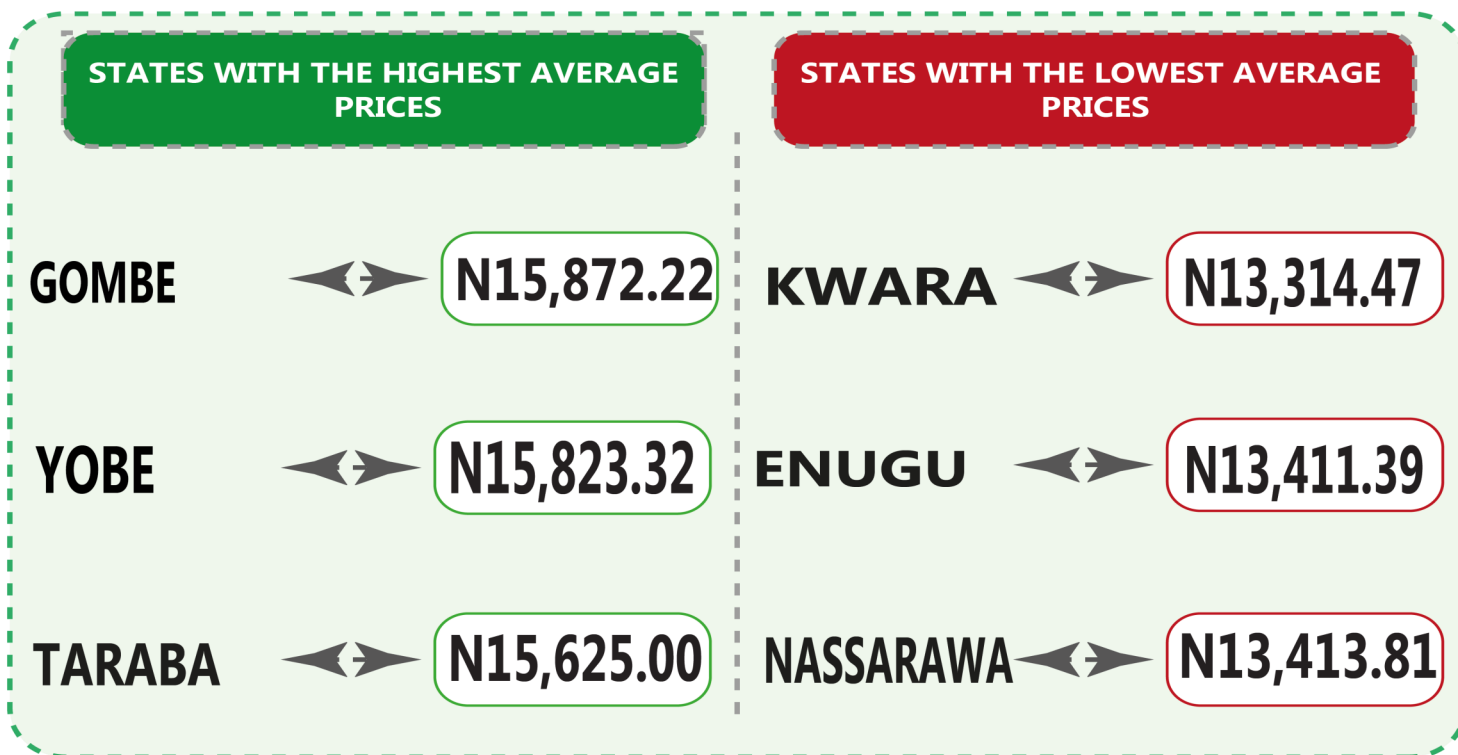 STATES WITH THE HIGHEST AVERAGE
PRICES
GOMBE N15,872.22
YOBE N15,823.32
TARABA N15,625.00
STATES WITH THE LOWEST AVERAGE
PRICES
KWARA N13,314.47
ENUGU N13,411.39
NASSARAWA N13,413.81